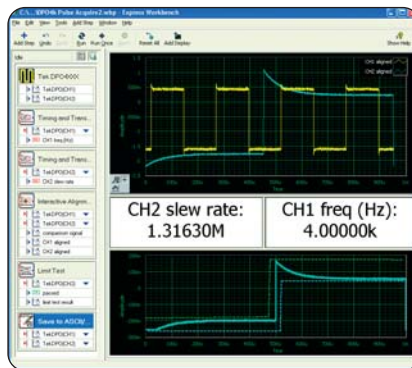 C:\...\DPO4k Pulse Acquire2.wbp - Express Workbench
File Edit View Tools Add Step Window Help
Add Step Undo Run Run Once Reset All Add Display Show Help
Idle
Tek DPO4XXX
TekDPO(CH1)
TekDPO(CH2)
Timing and Trans...
TekDPO(CH1)
CH1 freq (Hz)
Timing and Trans...
TekDPO(CH2)
CH2 slew rate
Interactive Alignm...
TekDPO(CH1)
TekDPO(CH2)
comparison signal
CH1 aligned
CH2 aligned
Limit Test
TekDPO(CH2)
passed
limit test result
Save to ASCII/
TekDPO(CH1)
TekDPO(CH2)
CH1 aligned
CH2 aligned
CH2 slew rate:
1.31630M
CH1 freq (Hz):
4.00000k